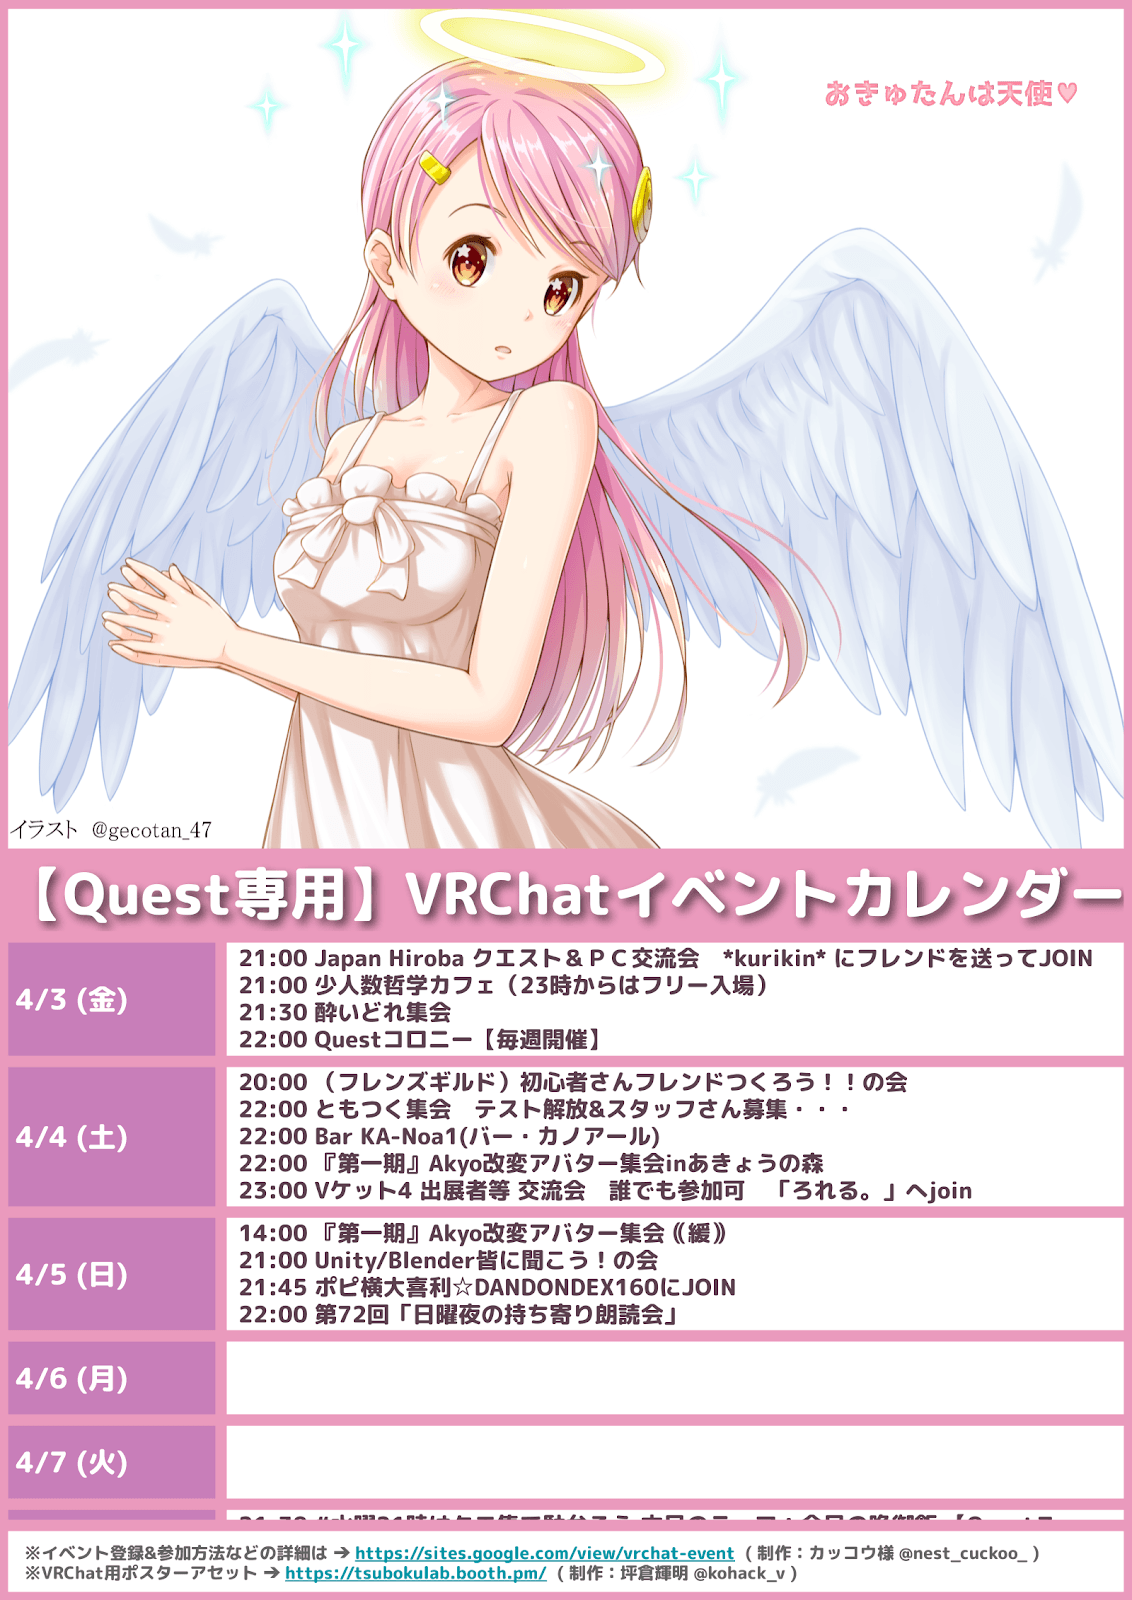 おきゅたんは天使♥
イラスト @gecotan_47
【Quest専用】VRChatイベントカレンダー
4/3 (金)
21:00 Japan Hiroba クエスト＆ＰＣ交流会　*kurikin* にフレンドを送ってJOIN
21:00 少人数哲学カフェ（23時からはフリー入場）
21:30 酔いどれ集会
22:00 Questコロニー【毎週開催】
4/4 (土)
20:00 （フレンズギルド）初心者さんフレンドつくろう！！の会
22:00 ともつく集会　テスト解放&スタッフさん募集・・・
22:00 Bar KA-Noa1(バー・カノアール)
22:00 『第一期』Akyo改変アバター集会inあきょうの森
23:00 Vケット4 出展者等 交流会　誰でも参加可　「ろれる。」へjoin
4/5 (日)
14:00 『第一期』Akyo改変アバター集会⸨緩⸩
21:00 Unity/Blender皆に聞こう！の会
21:45 ポピ横大喜利☆DANDONDEX160にJOIN
22:00 第72回「日曜夜の持ち寄り朗読会」
4/6 (月)
4/7 (火)
※イベント登録&参加方法などの詳細は ➔ https://sites.google.com/view/vrchat-event ( 制作：カッコウ様 @nest_cuckoo_ )
※VRChat用ポスターアセット ➔ https://tsubokulab.booth.pm/ ( 制作：坪倉輝明 @kohack_v )